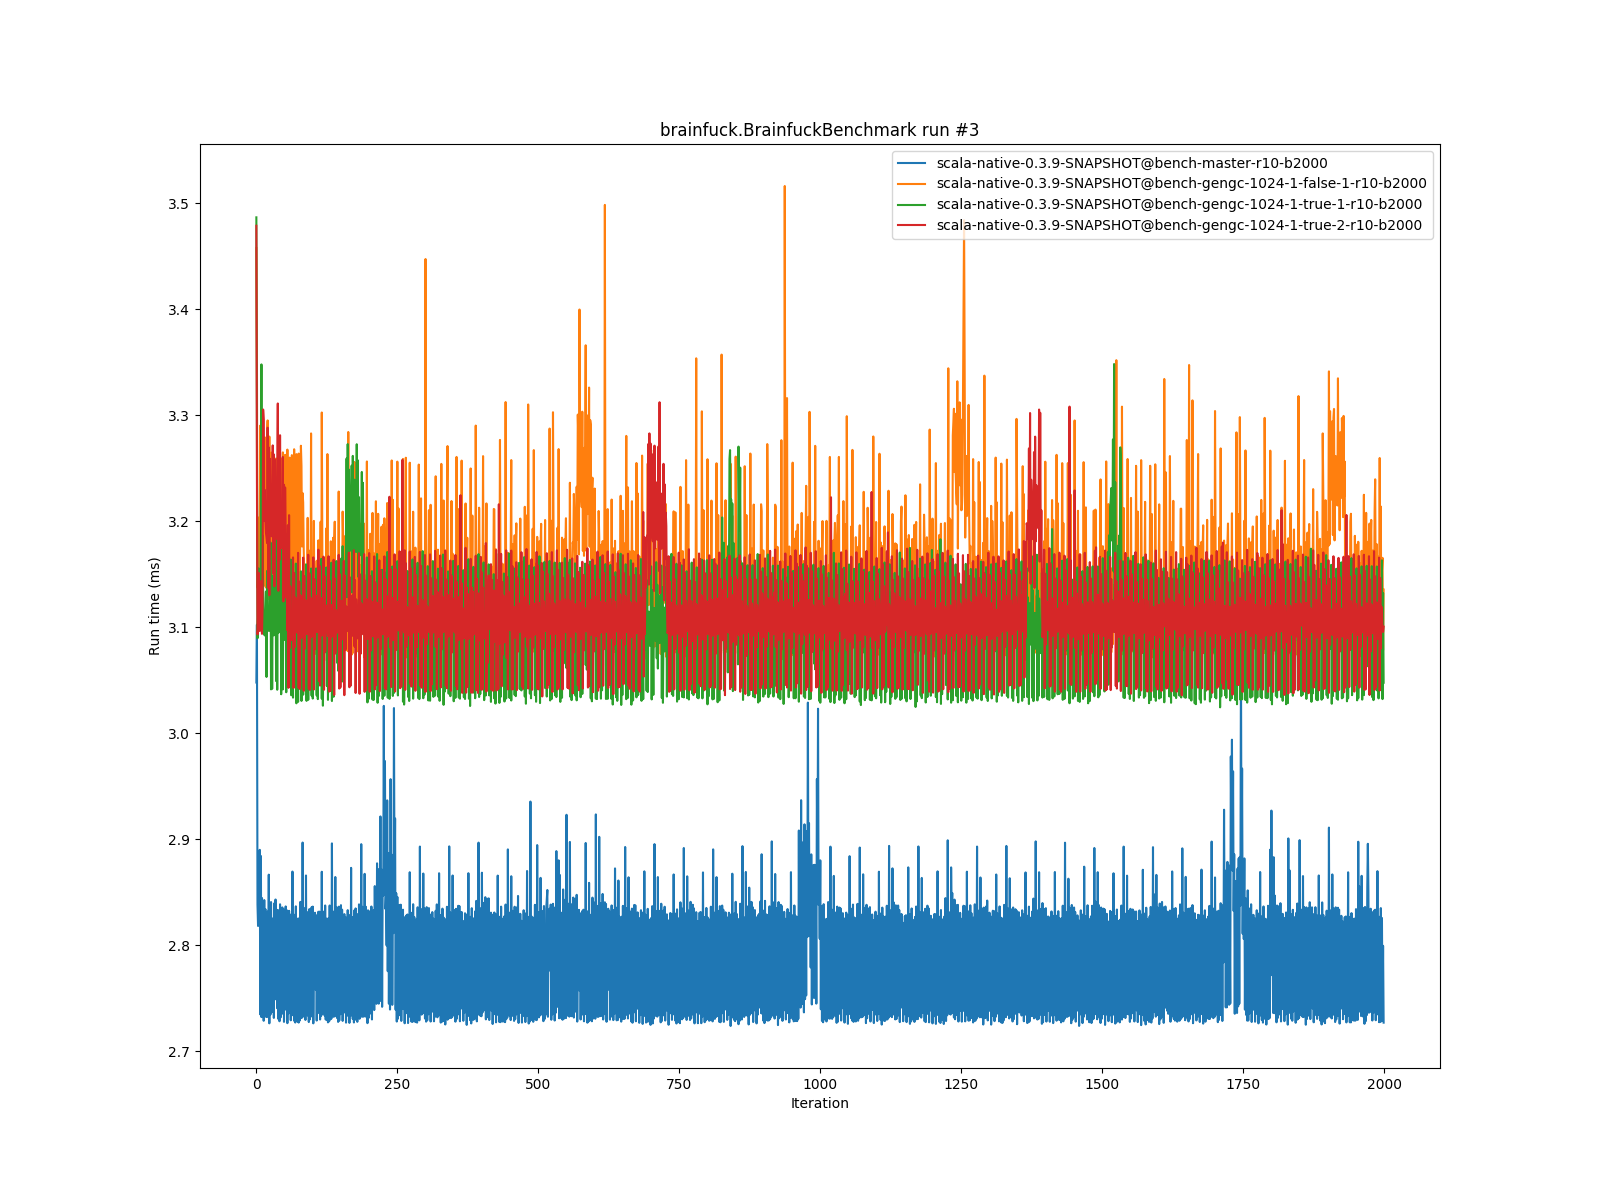 brainfuck.BrainfuckBenchmark run #3
scala-native-0.3.9-SNAPSHOT@bench-master-r10-b2000
scala-native-0.3.9-SNAPSHOT@bench-gengc-1024-1-false-1-r10-b2000
scala-native-0.3.9-SNAPSHOT@bench-gengc-1024-1-true-1-r10-b2000
scala-native-0.3.9-SNAPSHOT@bench-gengc-1024-1-true-2-r10-b2000
3.5
3.4
3.3
3.2
3.1
3.0
2.9
2.8
2.7
Run time (ms)
0 250 500 750 1000 1250 1500 1750 2000
Iteration